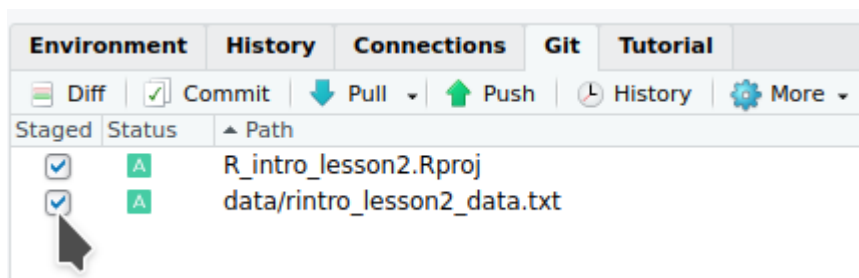 Environment History Connections Git Tutorial
Diff Commit Pull Push History More
Staged Status Path
A R_intro_lesson2.Rproj
A data/rintro_lesson2_data.txt